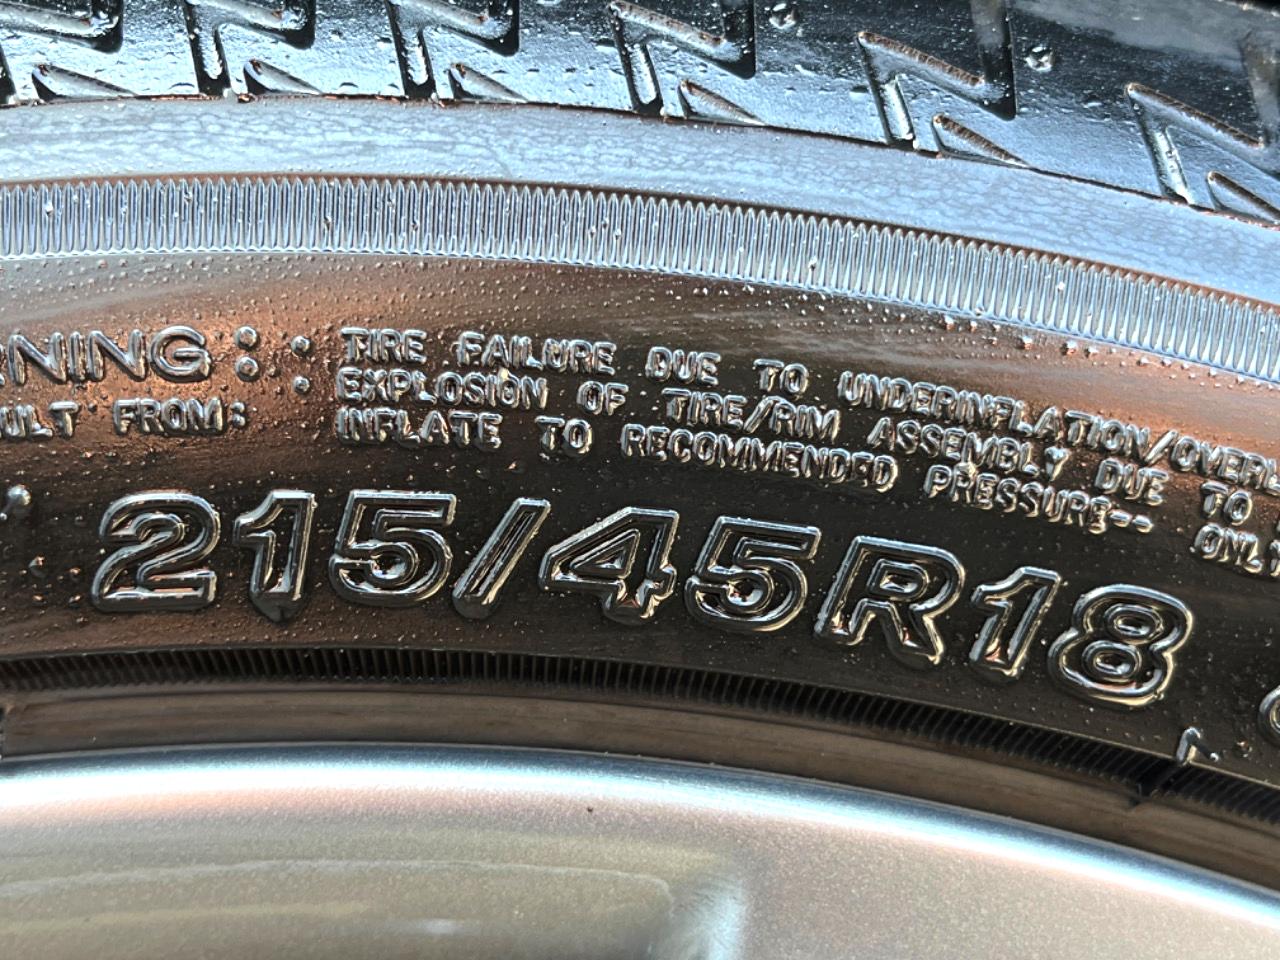 NING: TIRE FAILURE DUE TO UNDERINFLATION/OVERL
EXPLOSION OF TIRE/RIM ASSEMBLY DUE TO
ULT FROM: INFLATE TO RECOMMENDED PRESSURE-- ONLY
215/45R18